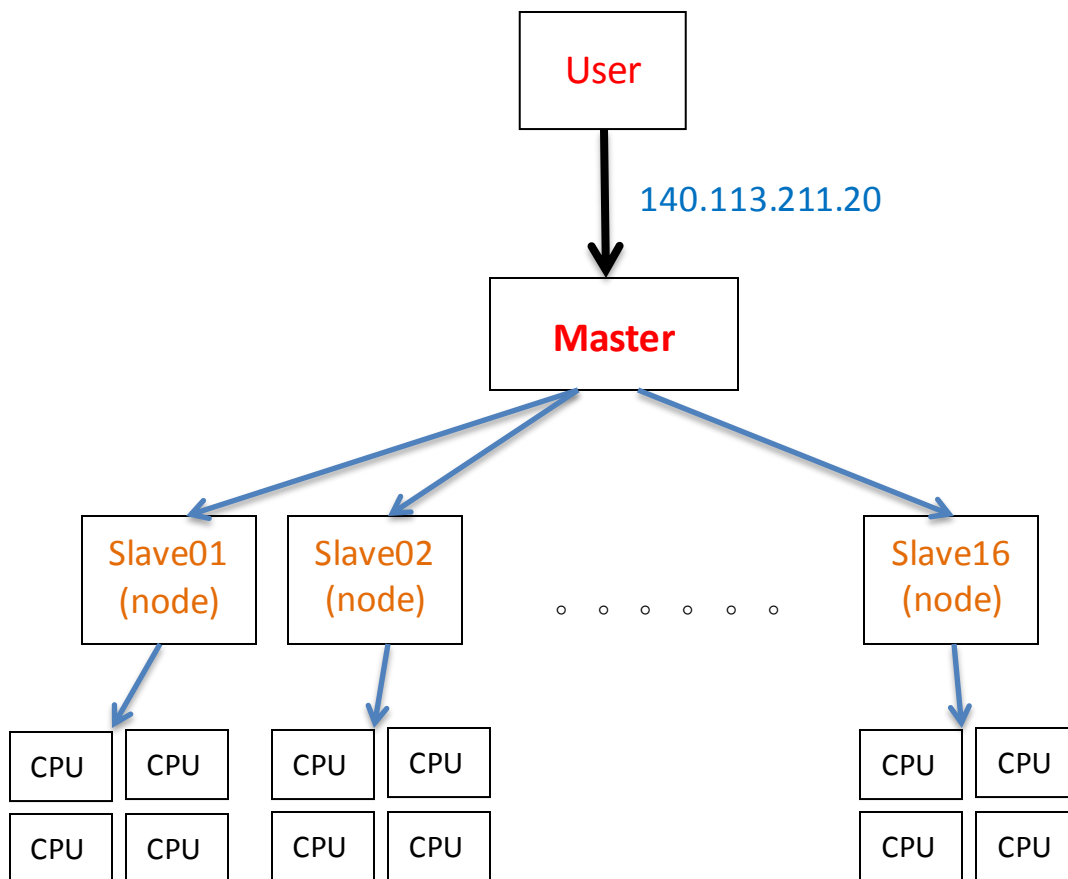 User
140.113.211.20
Master
Slave01
(node)
Slave02
(node)
。。。。。。
Slave16
(node)
CPU CPU CPU CPU CPU CPU
CPU CPU CPU CPU CPU CPU